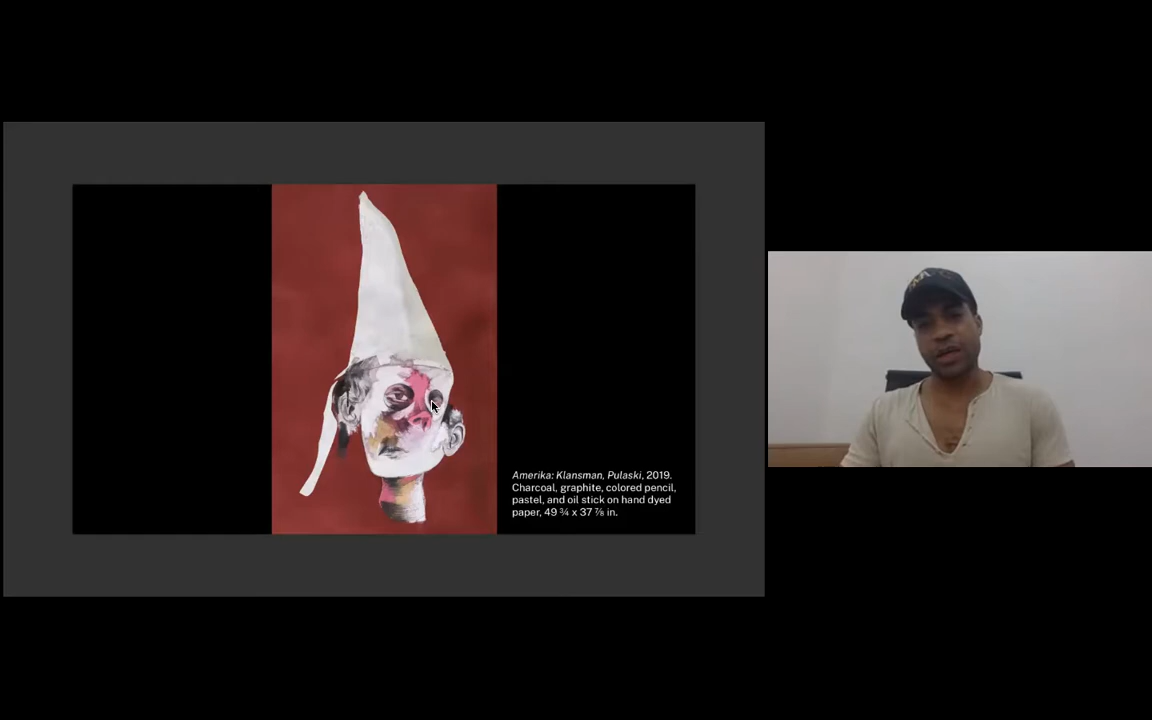 Amerika: Klansman, Pulaski, 2019.
Charcoal, graphite, colored pencil,
pastel, and oil stick on hand dyed
paper, 49 ¾ x 37 ⅞ in.